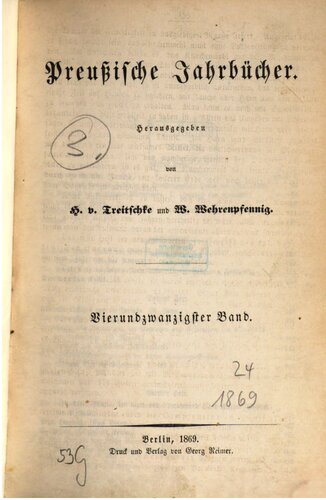 Preußische Jahrbücher.
3.
Herausgegeben
von
H. v. Treitschke und W. Wehrenpfennig.
Vierundzwanzigster Band.
24
1869
Berlin, 1869.
Druck und Verlag von Georg Reimer.
53G